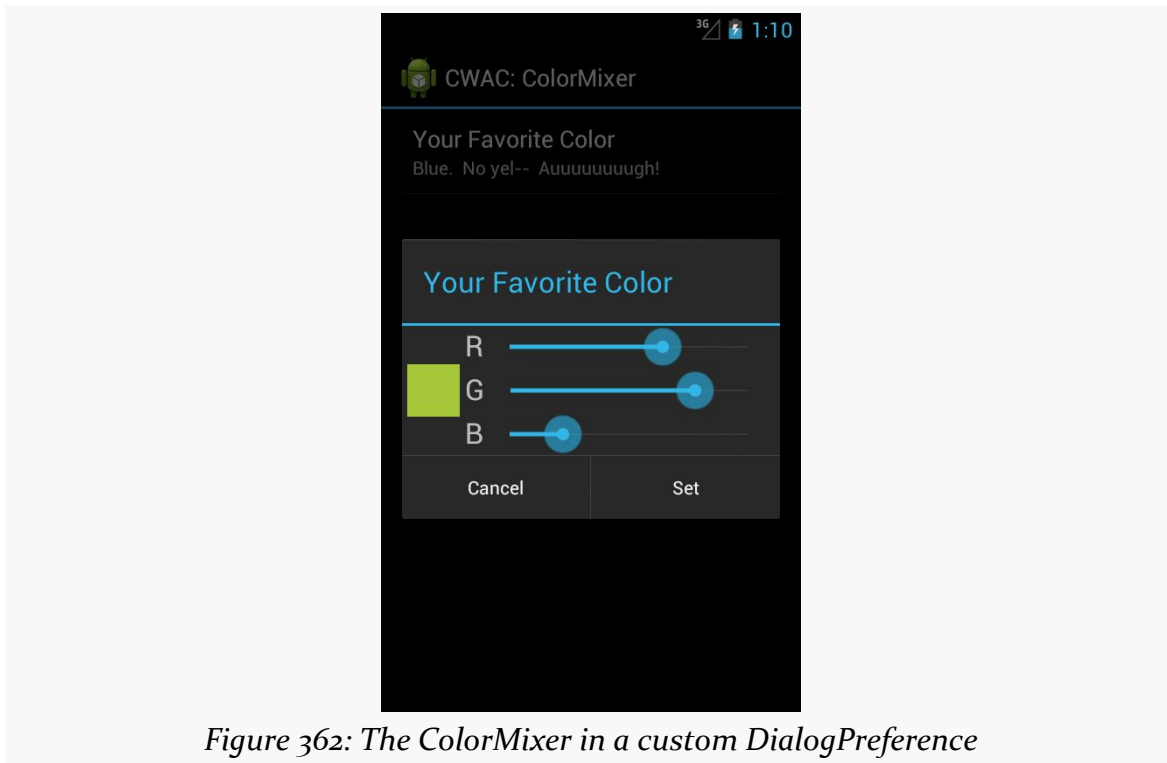 3G 1:10
CWAC: ColorMixer
Your Favorite Color
Blue. No yel-- Auuuuuuuugh!
Your Favorite Color
R
G
B
Cancel Set
Figure 362: The ColorMixer in a custom DialogPreference